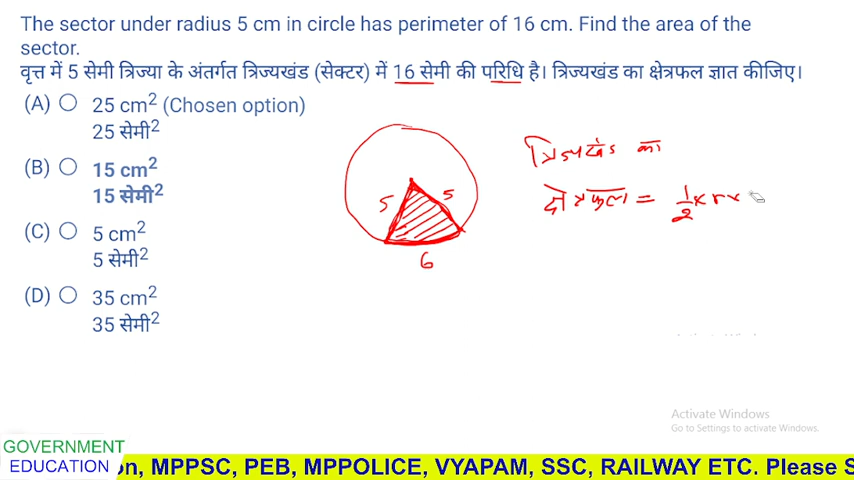 The sector under radius 5 cm in circle has perimeter of 16 cm. Find the area of the
sector.
वृत्त में 5 सेमी त्रिज्या के अंतर्गत त्रिज्यखंड (सेक्टर) में 16 सेमी की परिधि है। त्रिज्यखंड का क्षेत्रफल ज्ञात कीजिए।
(A) 25 cm² (Chosen option)
25 सेमी²
(B) 15 cm²
15 सेमी²
(C) 5 cm²
5 सेमी²
(D) 35 cm²
35 सेमी²
5 5
6
त्रिज्यखंड का
क्षेत्रफल = 1/2 × r ×
Activate Windows
Go to Settings to activate Windows.
GOVERNMENT
EDUCATION
on, MPPSC, PEB, MPPOLICE, VYAPAM, SSC, RAILWAY ETC. Please S